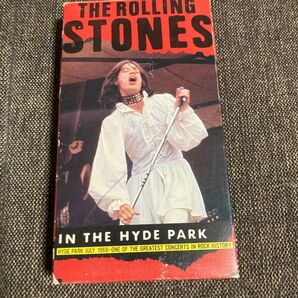 THE ROLLING
STONES
IN THE HYDE PARK
HYDE PARK JULY 1969-ONE OF THE GREATEST CONCERTS IN ROCK HISTORY